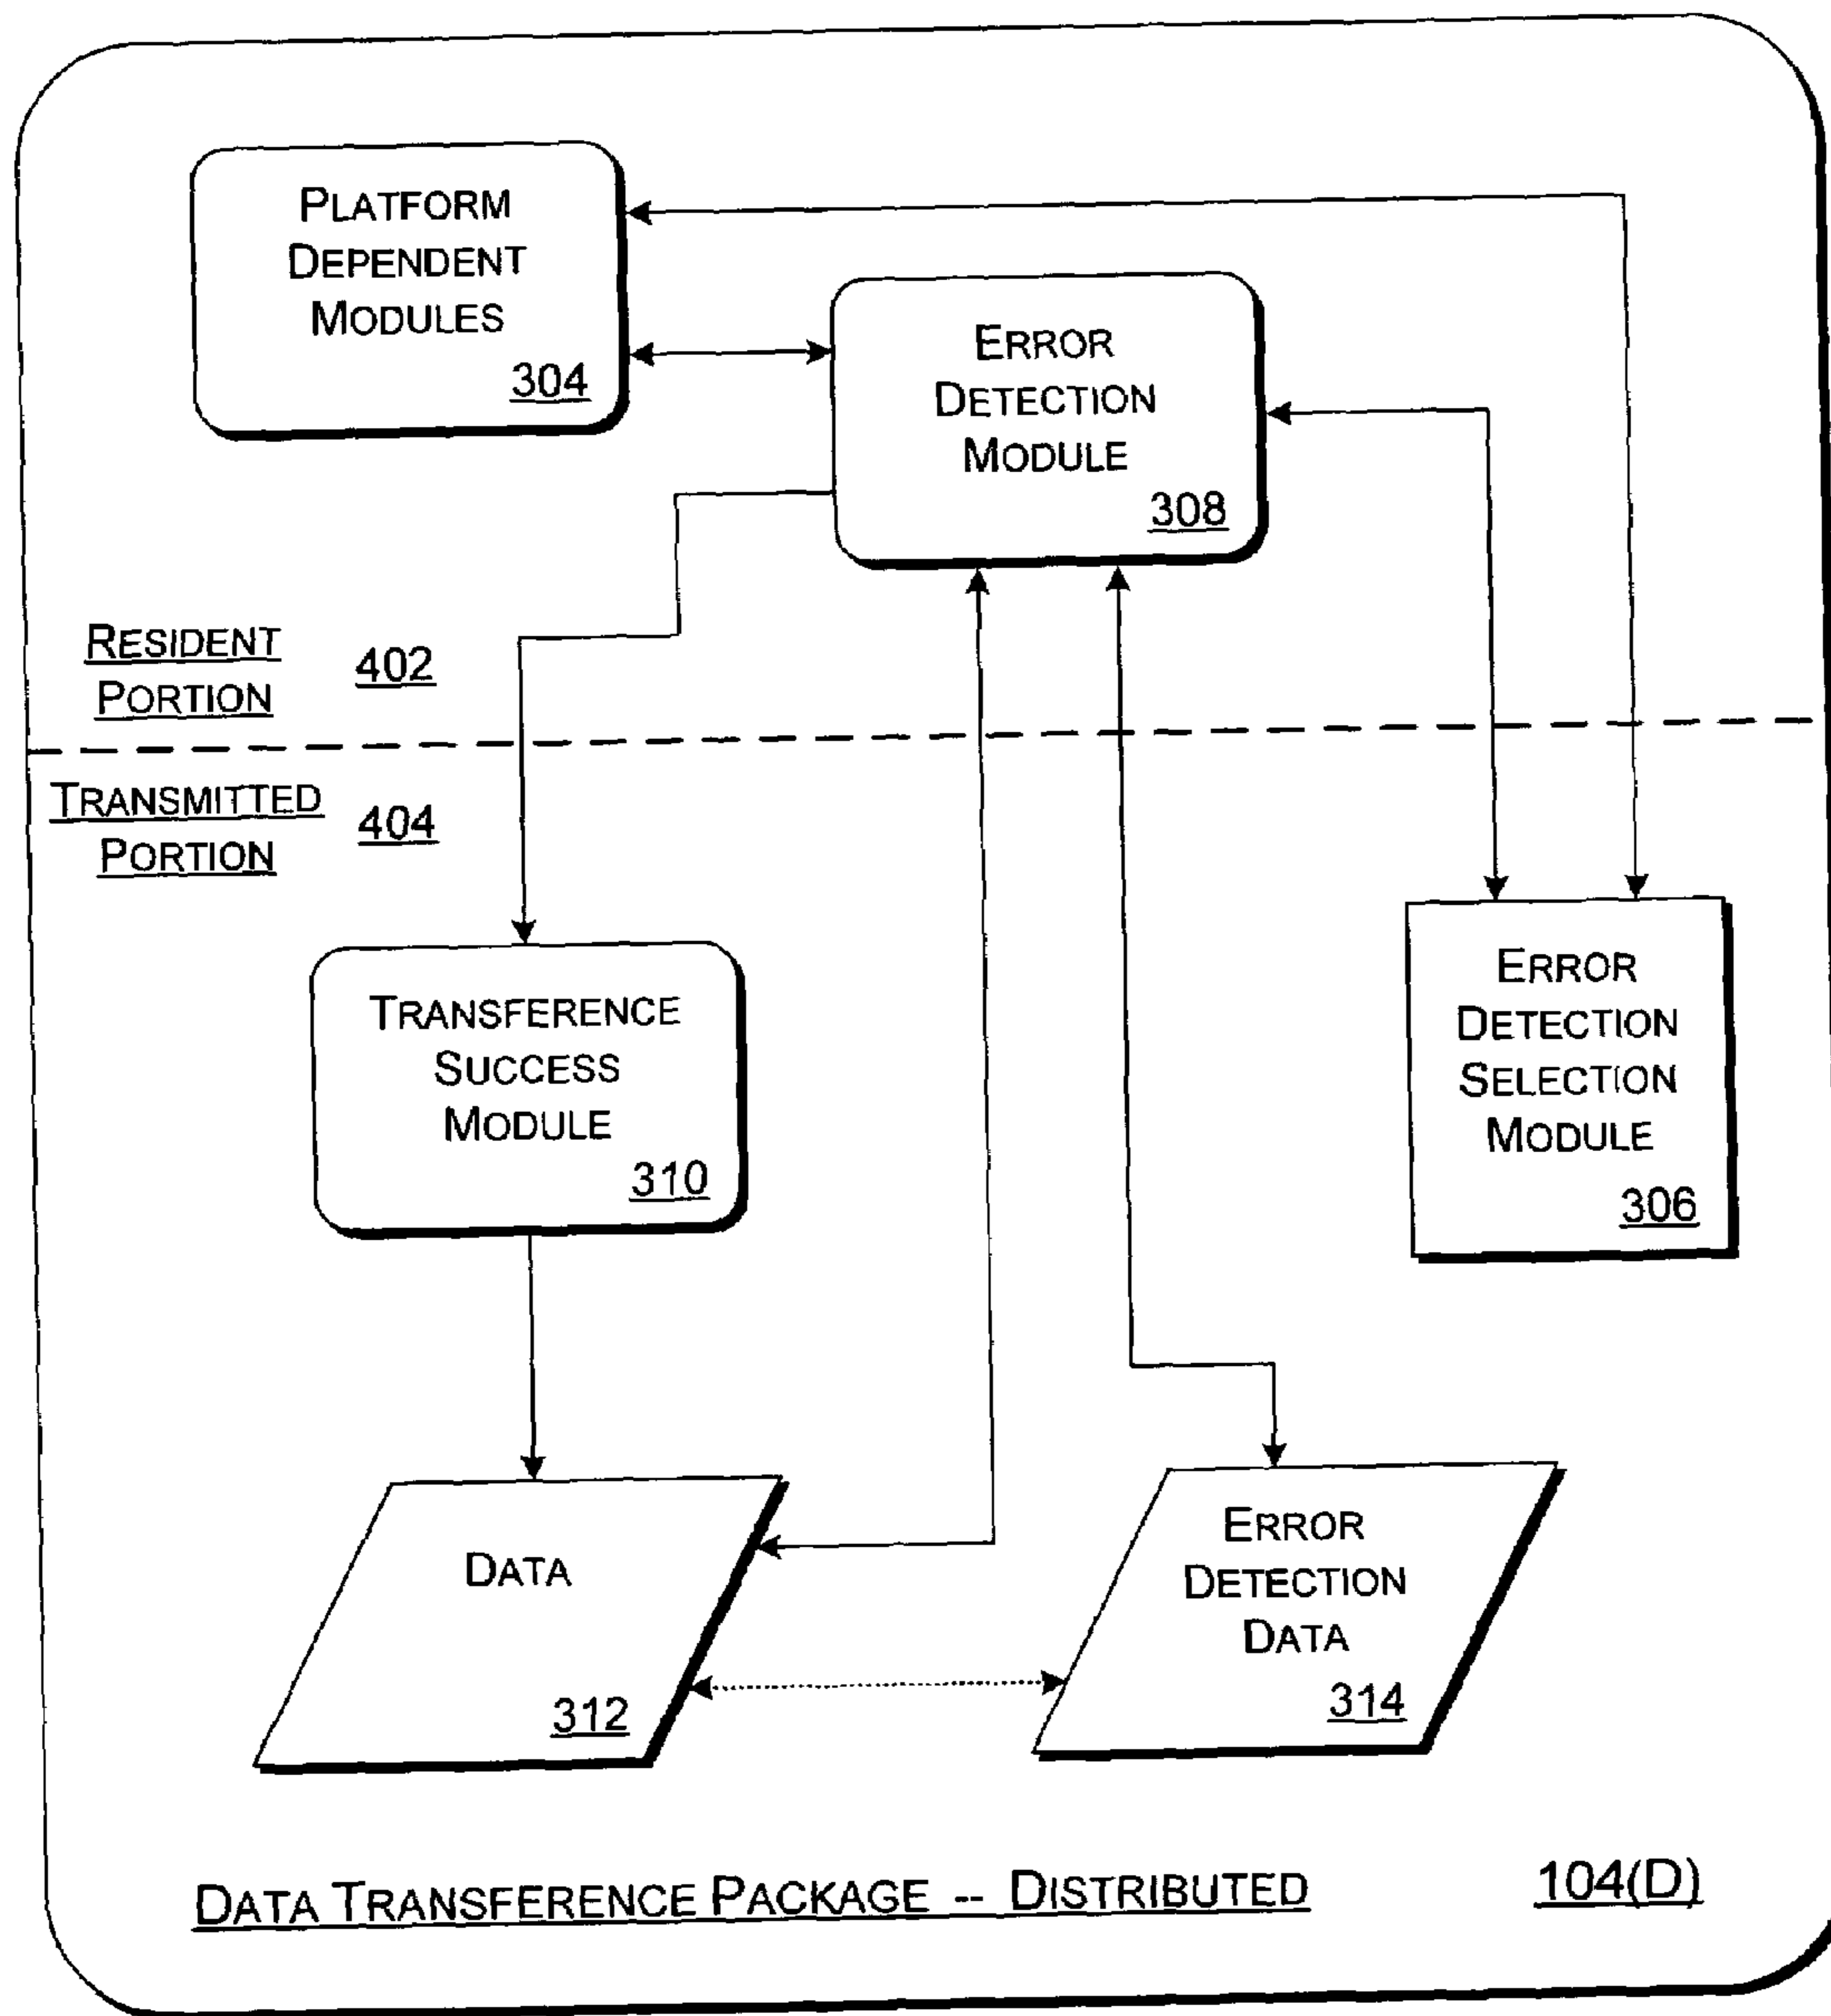 PLATFORM
DEPENDENT
MODULES
304
ERROR
DETECTION
MODULE
308
RESIDENT
PORTION
402
TRANSMITTED
PORTION
404
TRANSFERENCE
SUCCESS
MODULE
310
ERROR
DETECTION
SELECTION
MODULE
306
DATA
312
ERROR
DETECTION
DATA
314
DATA TRANSFERENCE PACKAGE -- DISTRIBUTED
104(D)